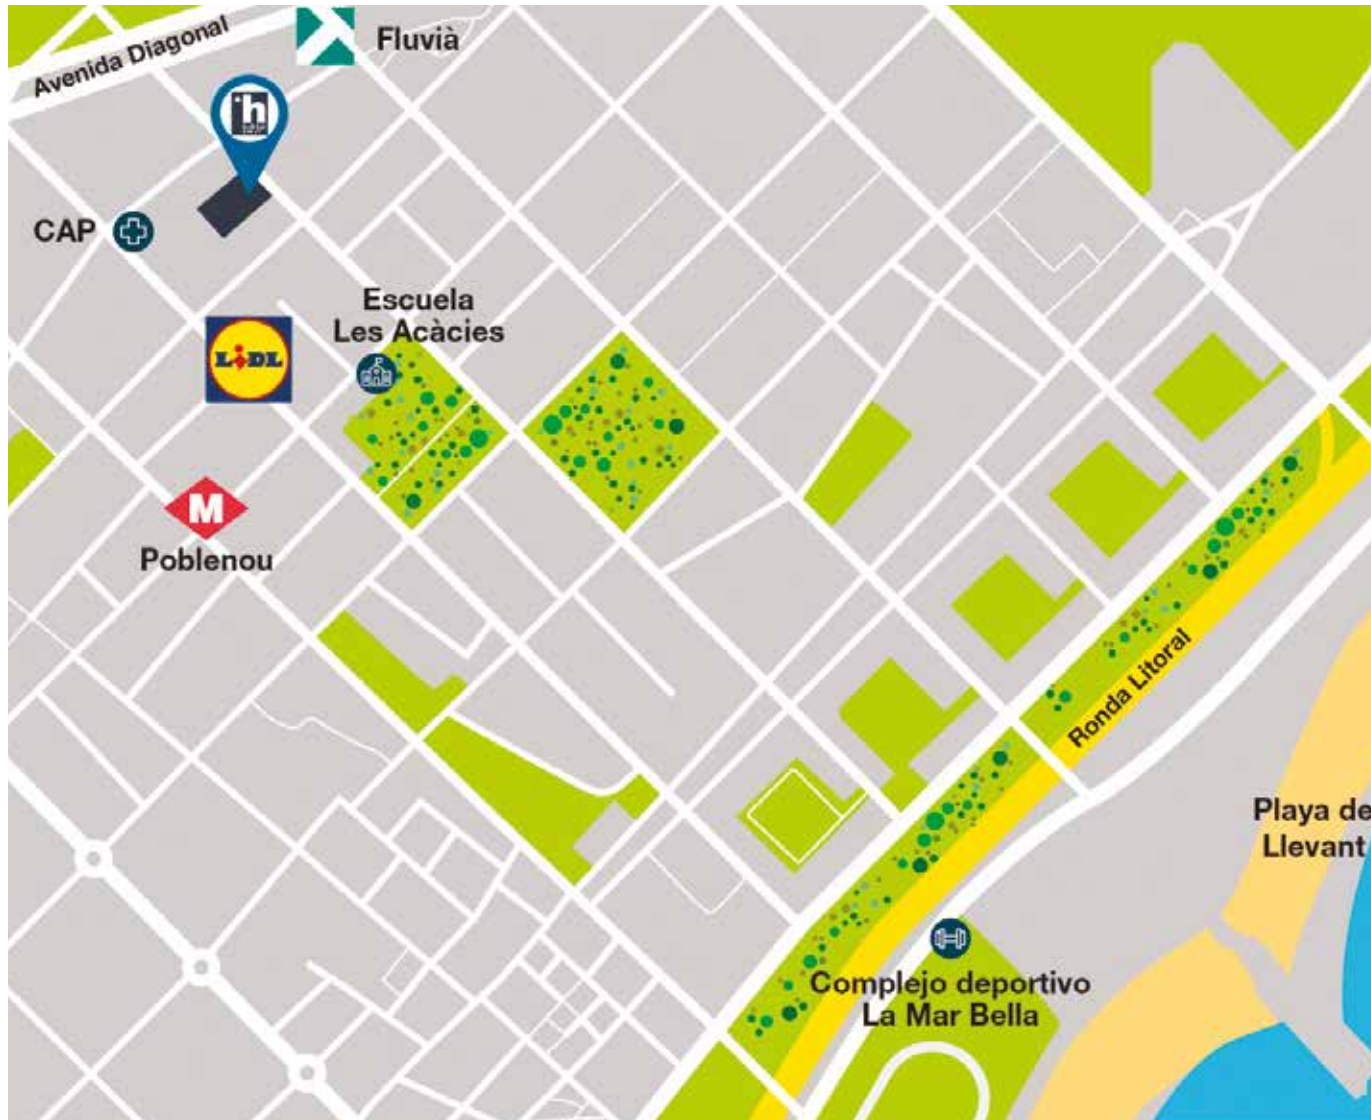 Fluvià
Avenida Diagonal
h
CAP
Escuela
Les Acàcies
LIDL
M
Poblenou
Ronda Litoral
Playa de
Llevant
Complejo deportivo
La Mar Bella